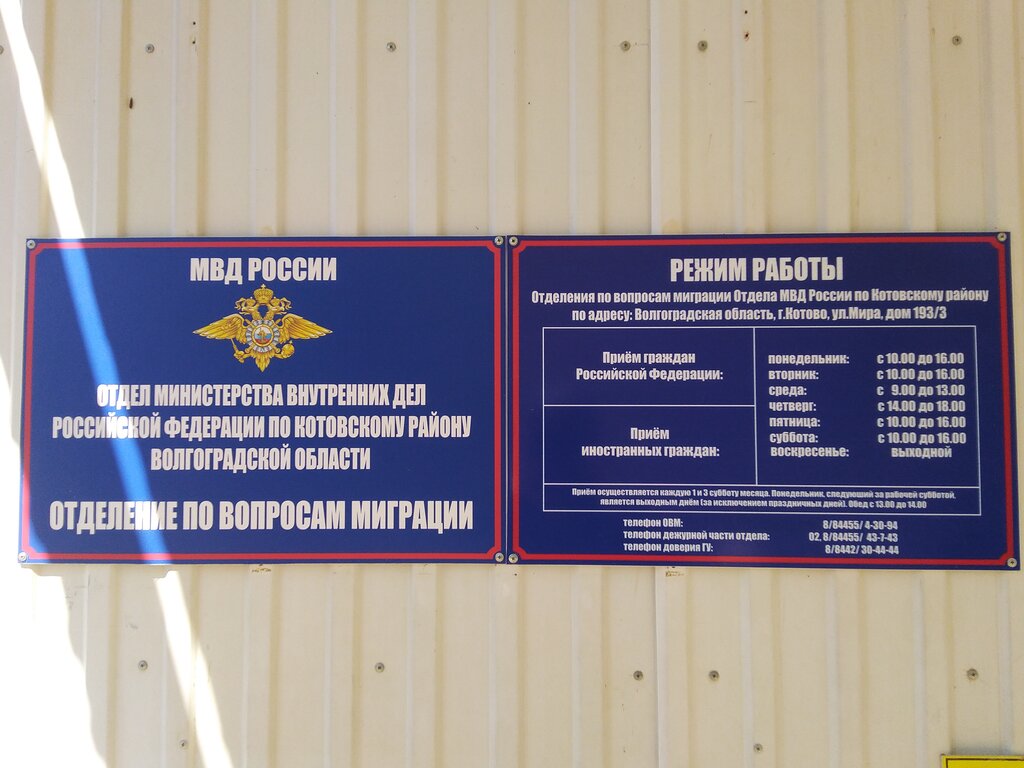 МВД РОССИИ
ОТДЕЛ МИНИСТЕРСТВА ВНУТРЕННИХ ДЕЛ
РОССИЙСКОЙ ФЕДЕРАЦИИ ПО КОТОВСКОМУ РАЙОНУ
ВОЛГОГРАДСКОЙ ОБЛАСТИ
ОТДЕЛЕНИЕ ПО ВОПРОСАМ МИГРАЦИИ
РЕЖИМ РАБОТЫ
Отделения по вопросам миграции Отдела МВД России по Котовскому району
по адресу: Волгоградская область, г.Котово, ул.Мира, дом 193/3
Приём граждан
Российской Федерации:
Приём
иностранных граждан:
понедельник: с 10.00 до 16.00
вторник: с 10.00 до 16.00
среда: с 9.00 до 13.00
четверг: с 14.00 до 18.00
пятница: с 10.00 до 16.00
суббота: с 10.00 до 16.00
воскресенье: выходной
Приём осуществляется каждую 1 и 3 субботу месяца. Понедельник, следующий за рабочей субботой,
является выходным днём (за исключением праздничных дней). Обед с 13.00 до 14.00
телефон ОВМ: 8/84455/ 4-30-94
телефон дежурной части отдела: 02, 8/84455/ 43-7-43
телефон доверия ГУ: 8/8442/ 30-44-44